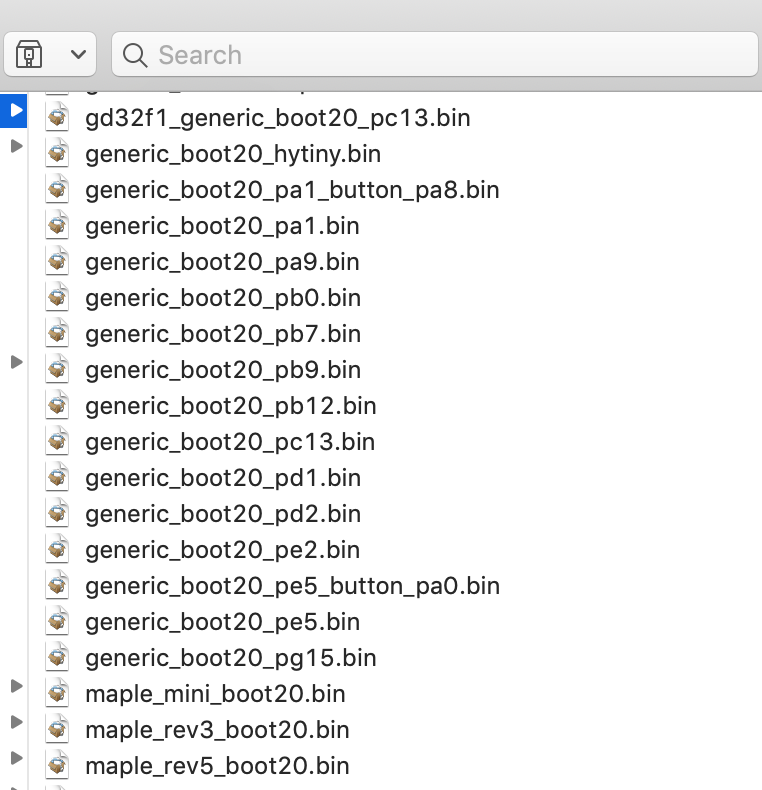 Search
gd32f1_generic_boot20_pc13.bin
generic_boot20_hytiny.bin
generic_boot20_pa1_button_pa8.bin
generic_boot20_pa1.bin
generic_boot20_pa9.bin
generic_boot20_pb0.bin
generic_boot20_pb7.bin
generic_boot20_pb9.bin
generic_boot20_pb12.bin
generic_boot20_pc13.bin
generic_boot20_pd1.bin
generic_boot20_pd2.bin
generic_boot20_pe2.bin
generic_boot20_pe5_button_pa0.bin
generic_boot20_pe5.bin
generic_boot20_pg15.bin
maple_mini_boot20.bin
maple_rev3_boot20.bin
maple_rev5_boot20.bin